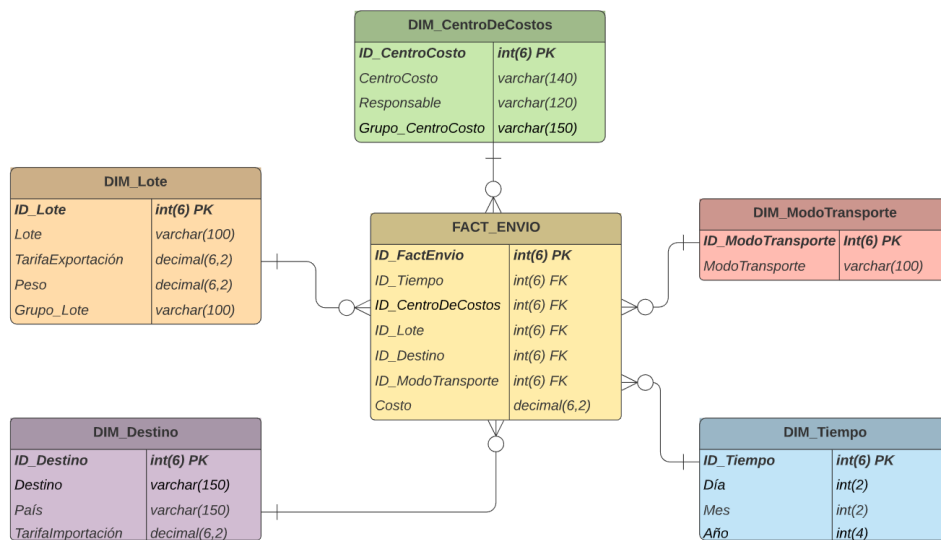 DIM_CentroDeCostos
ID_CentroCosto int(6) PK
CentroCosto varchar(140)
Responsable varchar(120)
Grupo_CentroCosto varchar(150)
DIM_Lote
ID_Lote int(6) PK
Lote varchar(100)
TarifaExportación decimal(6,2)
Peso decimal(6,2)
Grupo_Lote varchar(100)
FACT_ENVIO
ID_FactEnvio int(6) PK
ID_Tiempo int(6) FK
ID_CentroDeCostos int(6) FK
ID_Lote int(6) FK
ID_Destino int(6) FK
ID_ModoTransporte int(6) FK
Costo decimal(6,2)
DIM_ModoTransporte
ID_ModoTransporte Int(6) PK
ModoTransporte varchar(100)
DIM_Destino
ID_Destino int(6) PK
Destino varchar(150)
País varchar(150)
TarifaImportación decimal(6,2)
DIM_Tiempo
ID_Tiempo int(6) PK
Día int(2)
Mes int(2)
Año int(4)